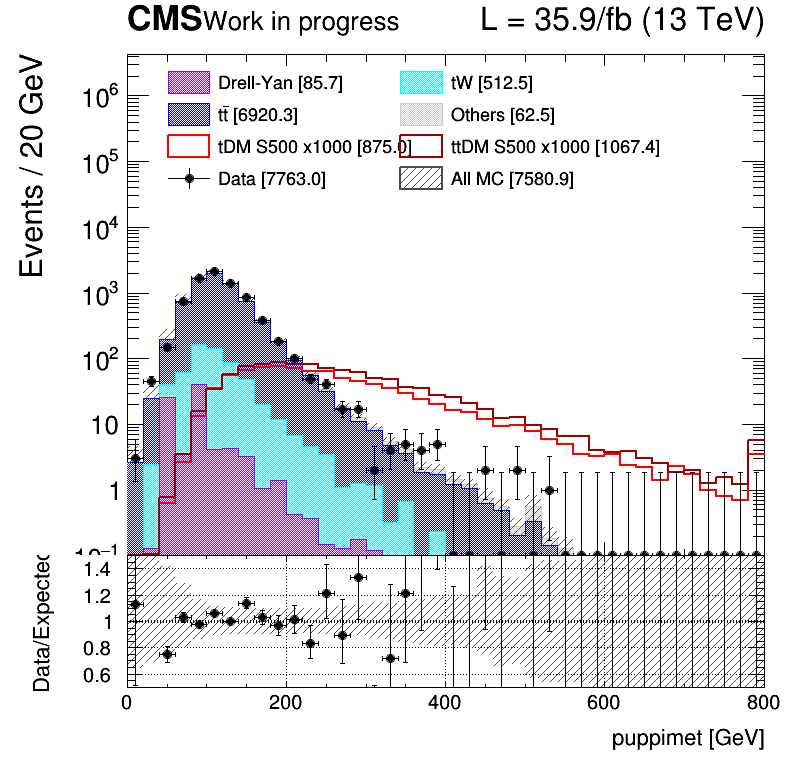 CMS Work in progress L = 35.9/fb (13 TeV)
Events / 20 GeV
Drell-Yan [85.7] tW [512.5]
tt̄ [6920.3] Others [62.5]
tDM S500 x1000 [875.0] ttDM S500 x1000 [1067.4]
Data [7763.0] All MC [7580.9]
10⁶
10⁵
10⁴
10³
10²
10
1
10⁻¹
Data/Expected
1.4
1.2
1
0.8
0.6
0 200 400 600 800
puppimet [GeV]